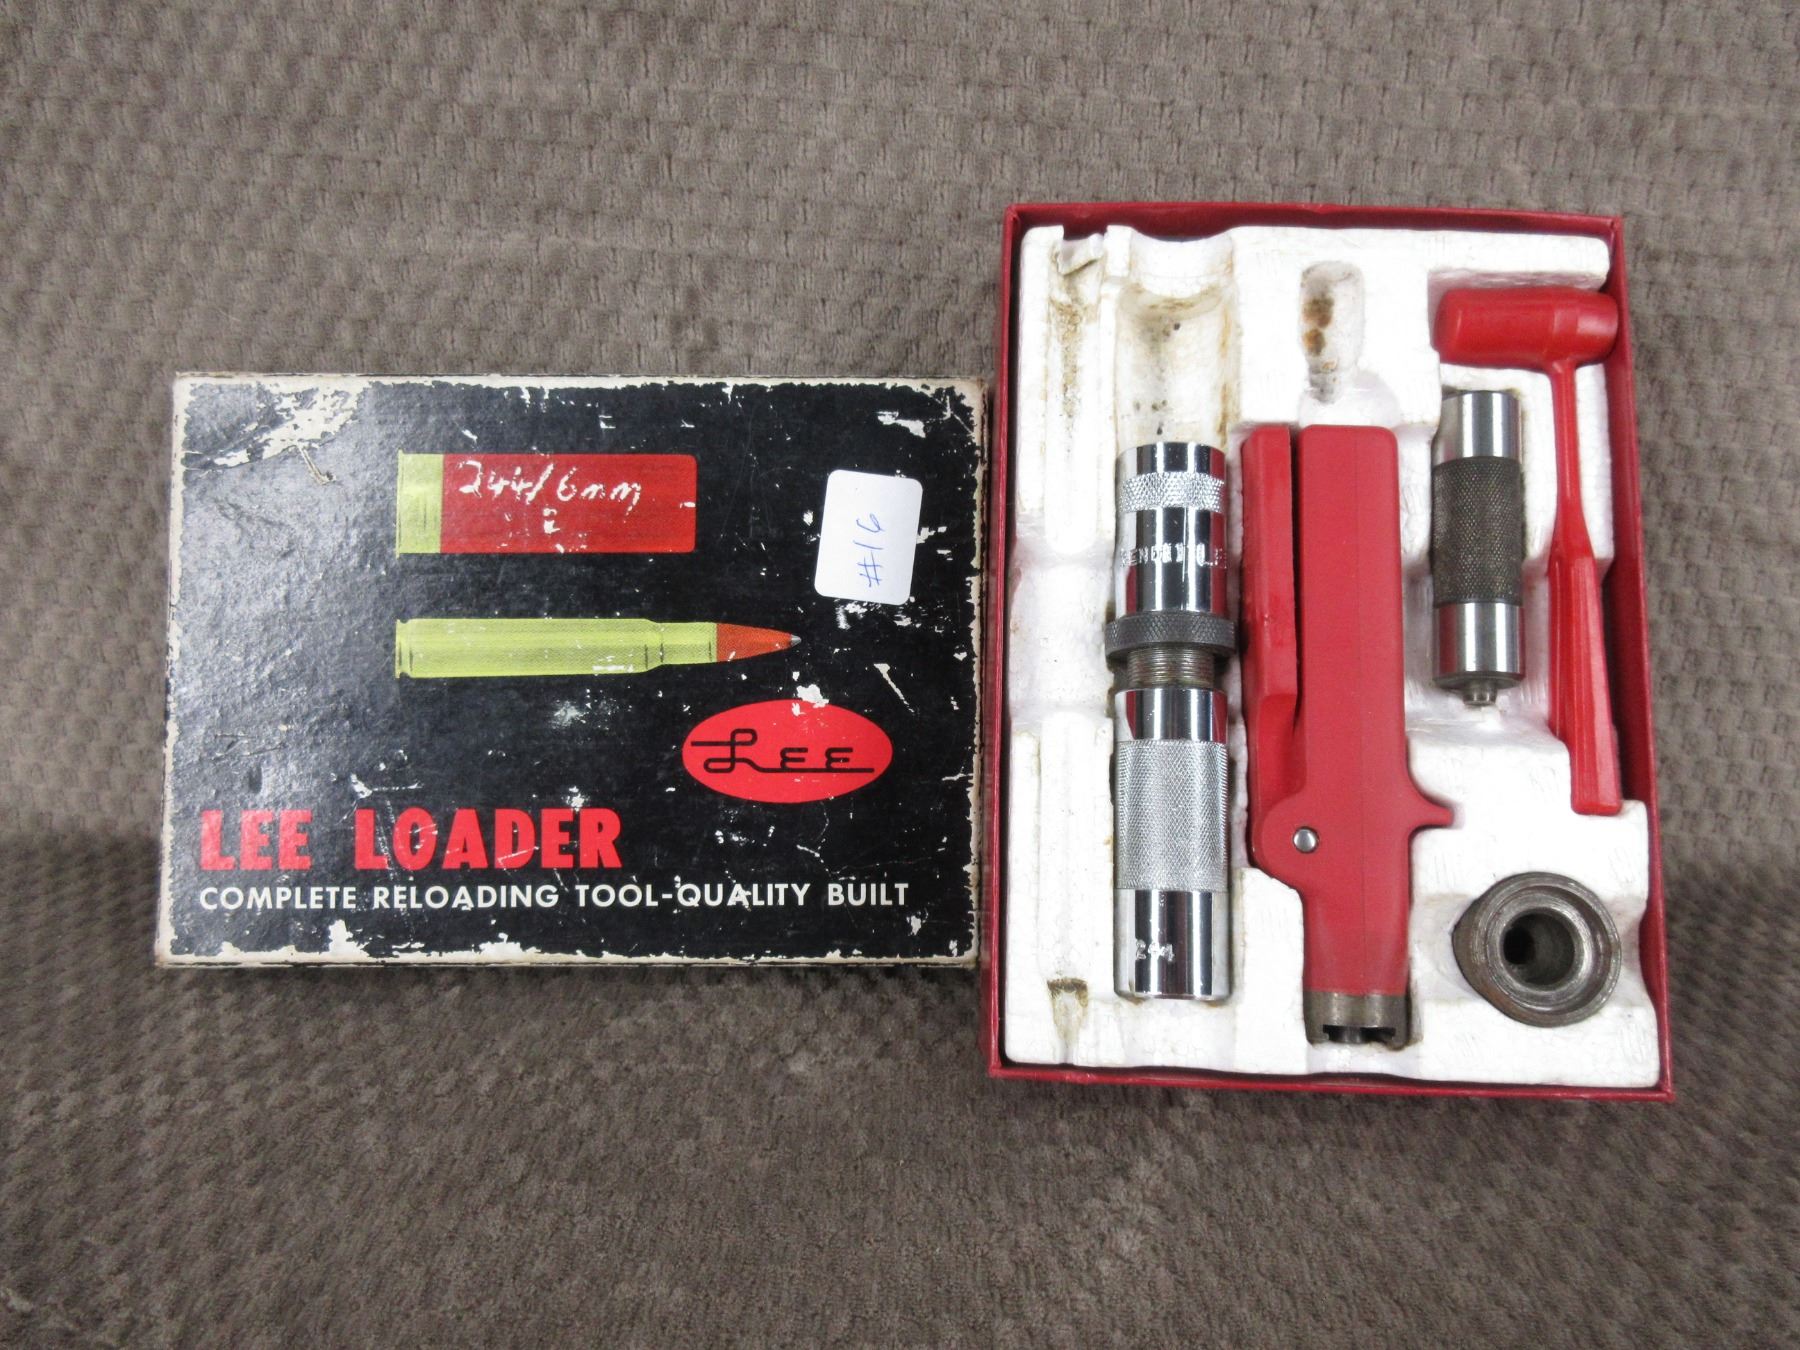 244/6mm
#16
LEE
LEE LOADER
COMPLETE RELOADING TOOL-QUALITY BUILT
244